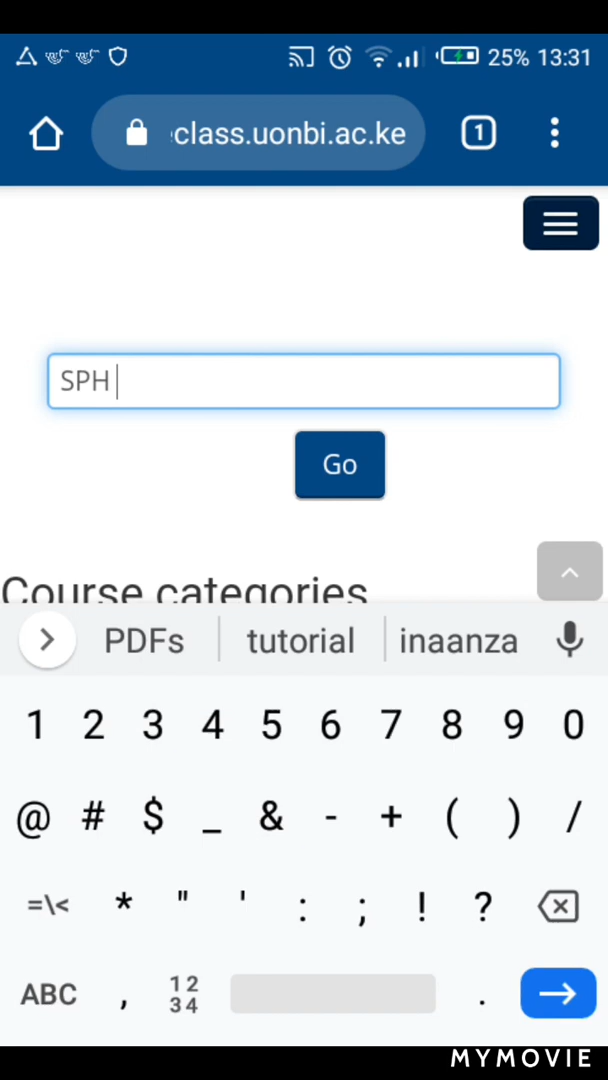 25% 13:31
class.uonbi.ac.ke 1
SPH
Go
Course categories
PDFs tutorial inaanza
1 2 3 4 5 6 7 8 9 0
@ # $ _ & - + ( ) /
=\< * " ' : ; ! ?
ABC , 12 34 .
MYMOVIE